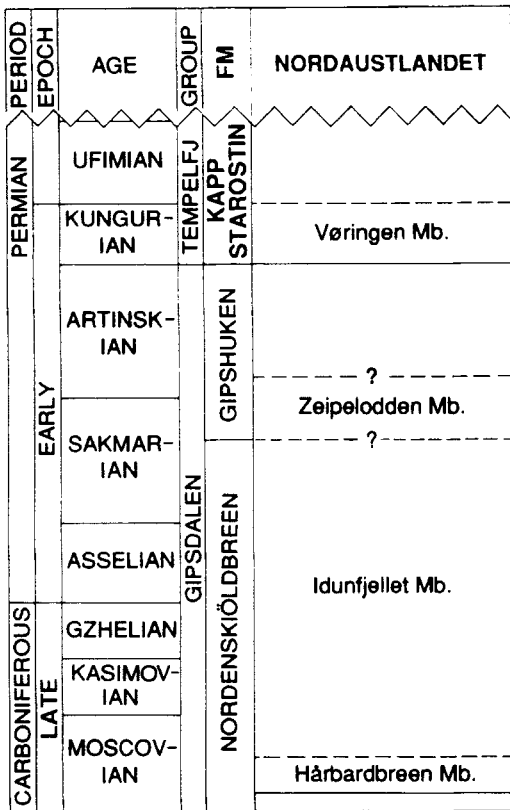 PERIOD
EPOCH
AGE
GROUP
FM
NORDAUSTLANDET
PERMIAN
CARBONIFEROUS
EARLY
LATE
UFIMIAN
KUNGUR-
IAN
ARTINSK-
IAN
SAKMAR-
IAN
ASSELIAN
GZHELIAN
KASIMOV-
IAN
MOSCOV-
IAN
TEMPELFJ
GIPSDALEN
KAPP
STAROSTIN
GIPSHUKEN
NORDENSKIÖLDBREEN
Vøringen Mb.
?
Zeipelodden Mb.
?
Idunfjellet Mb.
Hårbardbreen Mb.